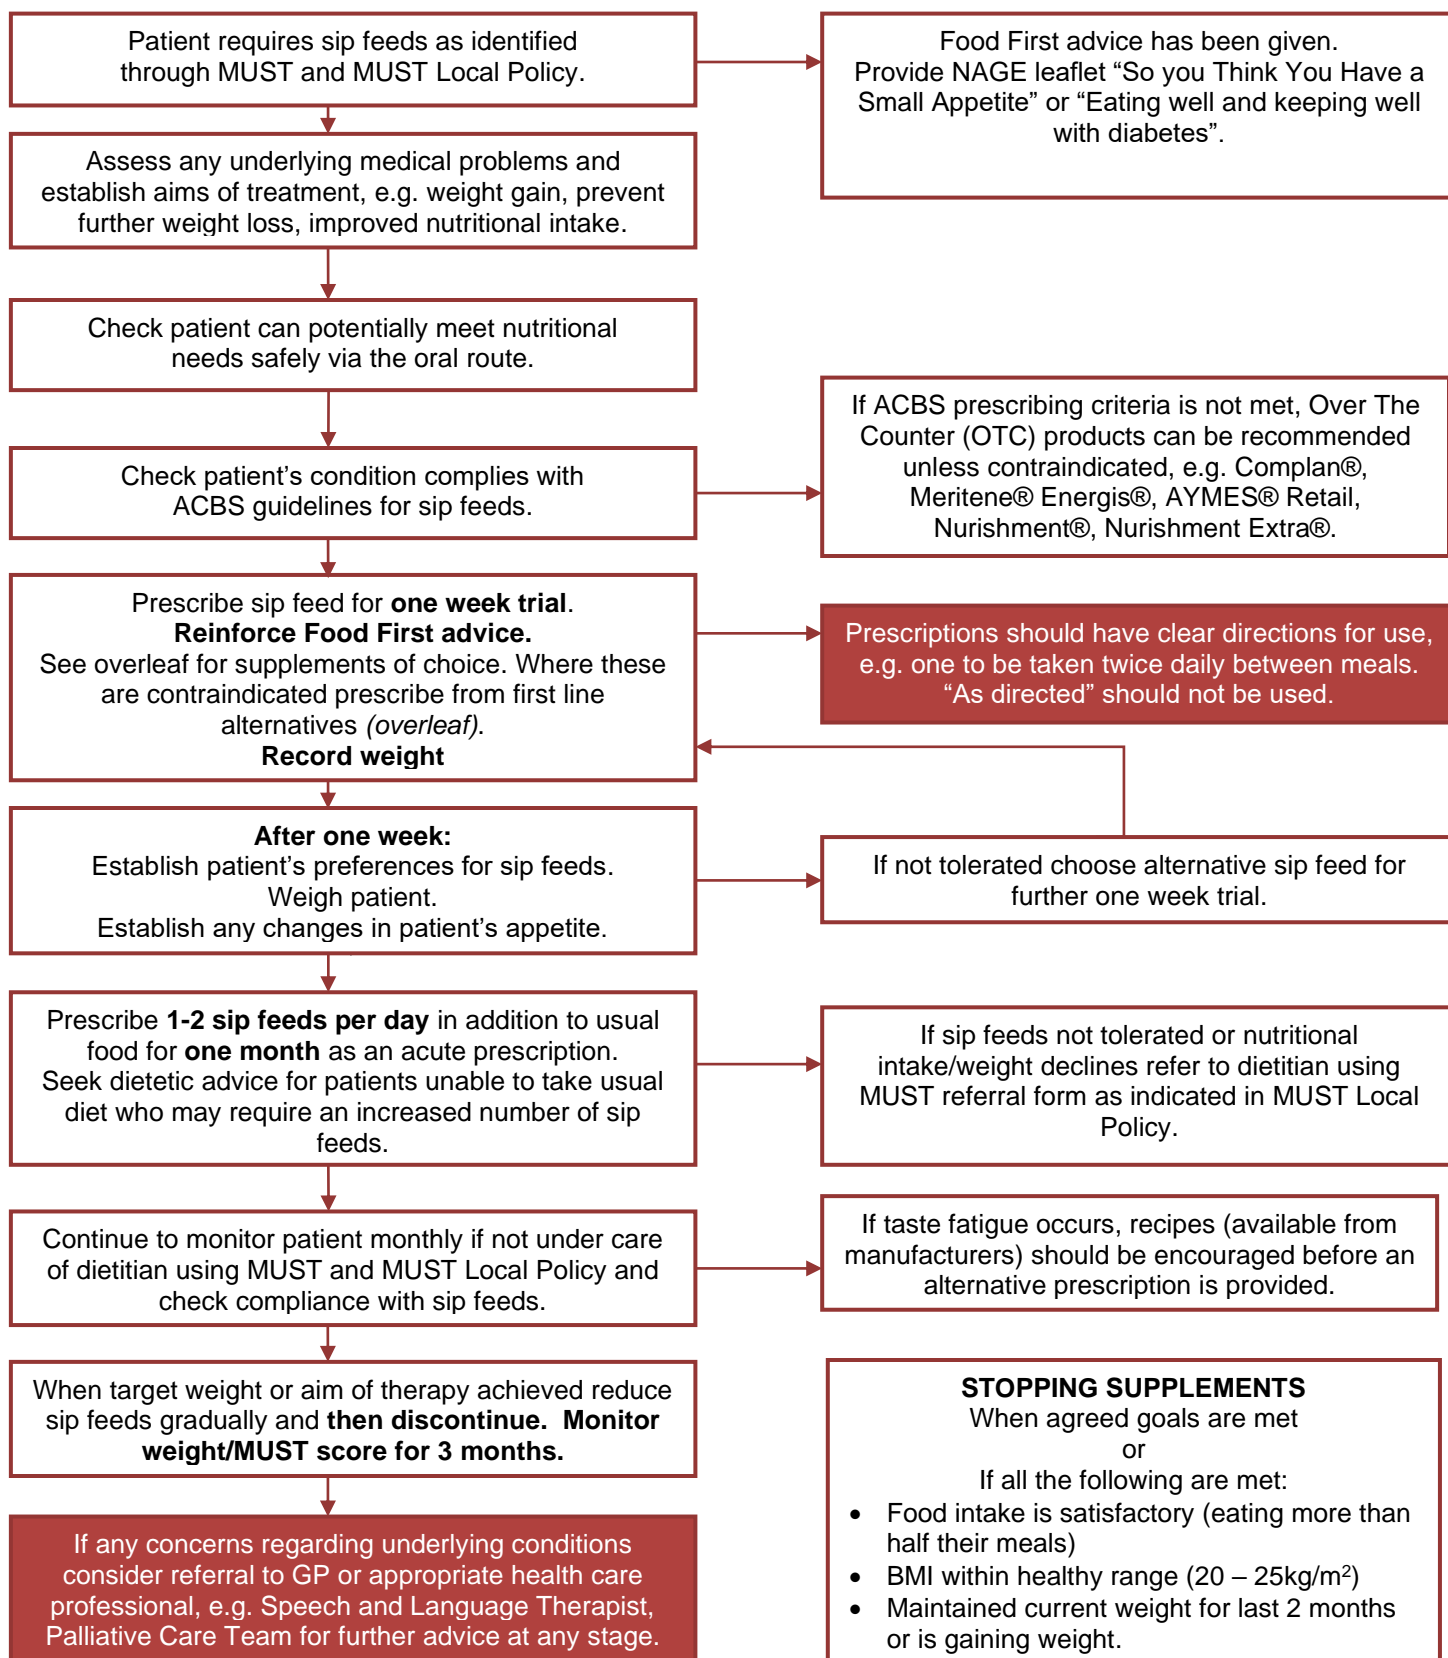 Patient requires sip feeds as identified
through MUST and MUST Local Policy.
Food First advice has been given.
Provide NAGE leaflet “So you Think You Have a
Small Appetite” or “Eating well and keeping well
with diabetes”.
Assess any underlying medical problems and
establish aims of treatment, e.g. weight gain, prevent
further weight loss, improved nutritional intake.
Check patient can potentially meet nutritional
needs safely via the oral route.
Check patient’s condition complies with
ACBS guidelines for sip feeds.
If ACBS prescribing criteria is not met, Over The
Counter (OTC) products can be recommended
unless contraindicated, e.g. Complan®,
Meritene® Energis®, AYMES® Retail,
Nurishment®, Nurishment Extra®.
Prescribe sip feed for one week trial.
Reinforce Food First advice.
See overleaf for supplements of choice. Where these
are contraindicated prescribe from first line
alternatives (overleaf).
Record weight
Prescriptions should have clear directions for use,
e.g. one to be taken twice daily between meals.
“As directed” should not be used.
After one week:
Establish patient’s preferences for sip feeds.
Weigh patient.
Establish any changes in patient’s appetite.
If not tolerated choose alternative sip feed for
further one week trial.
Prescribe 1-2 sip feeds per day in addition to usual
food for one month as an acute prescription.
Seek dietetic advice for patients unable to take usual
diet who may require an increased number of sip
feeds.
If sip feeds not tolerated or nutritional
intake/weight declines refer to dietitian using
MUST referral form as indicated in MUST Local
Policy.
Continue to monitor patient monthly if not under care
of dietitian using MUST and MUST Local Policy and
check compliance with sip feeds.
If taste fatigue occurs, recipes (available from
manufacturers) should be encouraged before an
alternative prescription is provided.
When target weight or aim of therapy achieved reduce
sip feeds gradually and then discontinue. Monitor
weight/MUST score for 3 months.
If any concerns regarding underlying conditions
consider referral to GP or appropriate health care
professional, e.g. Speech and Language Therapist,
Palliative Care Team for further advice at any stage.
STOPPING SUPPLEMENTS
When agreed goals are met
or
If all the following are met:
• Food intake is satisfactory (eating more than
half their meals)
• BMI within healthy range (20 – 25kg/m²)
• Maintained current weight for last 2 months
or is gaining weight.